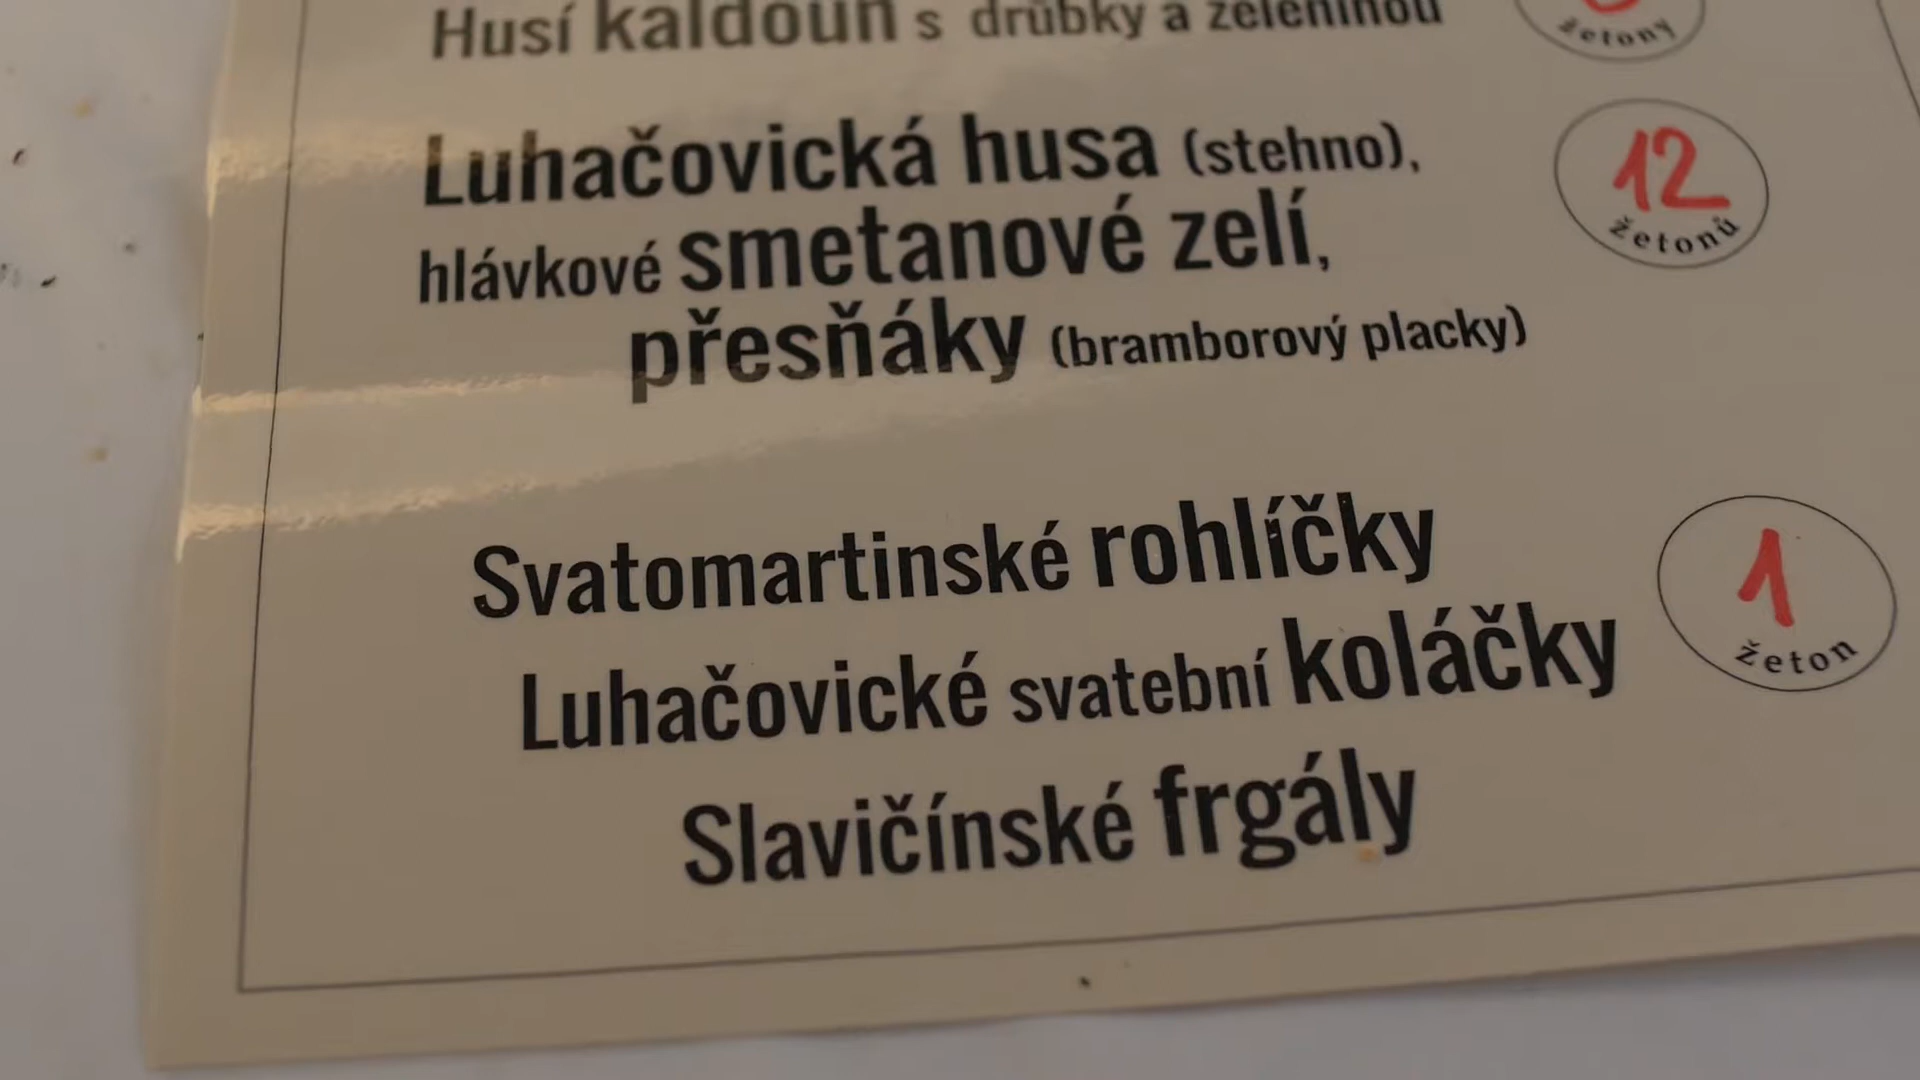 Husí kaldoun s drůbky a zeleninou
žetony
Luhačovická husa (stehno),
12
žetonů
hlávkové smetanové zelí,
přesňáky (bramborový placky)
Svatomartinské rohlíčky
1
žeton
Luhačovické svatební koláčky
Slavičínské frgály